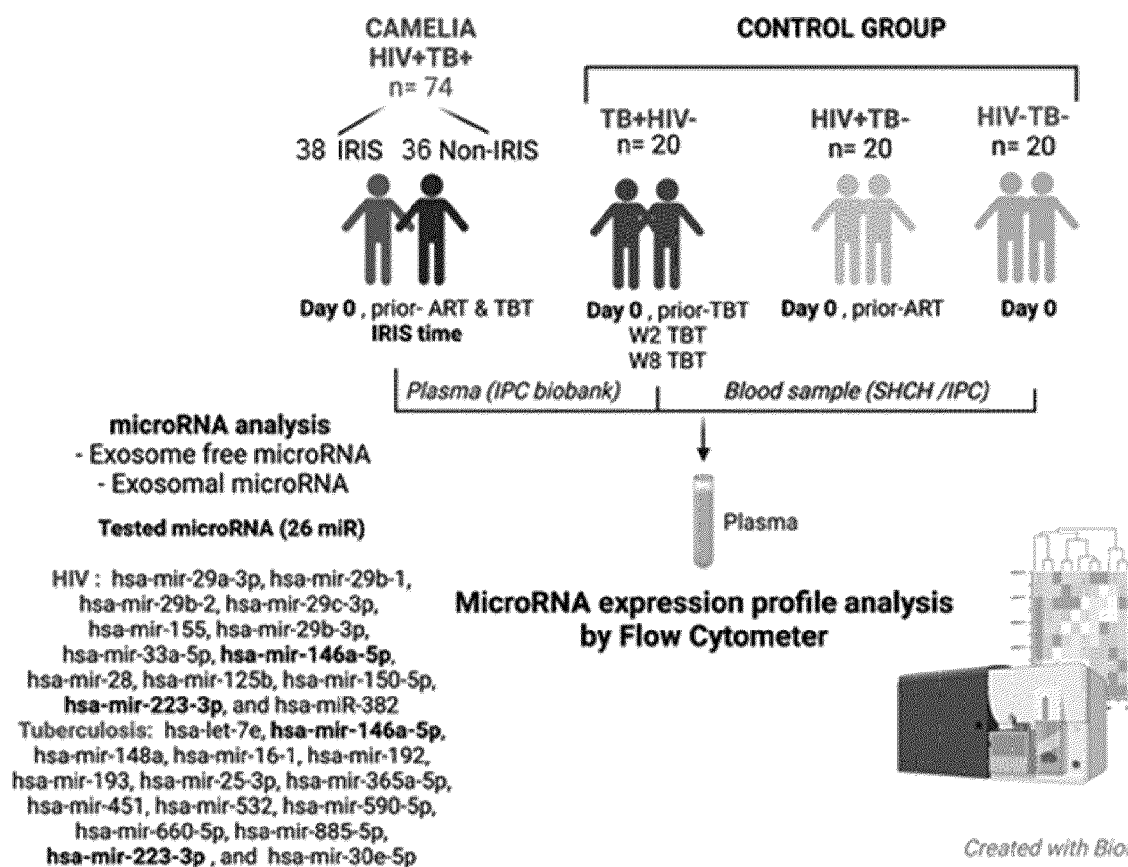 CAMELIA
HIV+TB+
n= 74
38 IRIS 36 Non-IRIS
Day 0 , prior- ART & TBT
IRIS time
CONTROL GROUP
TB+HIV-
n= 20
Day 0 , prior-TBT
W2 TBT
W8 TBT
HIV+TB-
n= 20
Day 0 , prior-ART
HIV-TB-
n= 20
Day 0
Plasma (IPC biobank)
Blood sample (SHCH /IPC)
Plasma
MicroRNA expression profile analysis
by Flow Cytometer
microRNA analysis
- Exosome free microRNA
- Exosomal microRNA
Tested microRNA (26 miR)
HIV : hsa-mir-29a-3p, hsa-mir-29b-1,
hsa-mir-29b-2, hsa-mir-29c-3p,
hsa-mir-155, hsa-mir-29b-3p,
hsa-mir-33a-5p, hsa-mir-146a-5p,
hsa-mir-28, hsa-mir-125b, hsa-mir-150-5p,
hsa-mir-223-3p, and hsa-miR-382
Tuberculosis: hsa-let-7e, hsa-mir-146a-5p,
hsa-mir-148a, hsa-mir-16-1, hsa-mir-192,
hsa-mir-193, hsa-mir-25-3p, hsa-mir-365a-5p,
hsa-mir-451, hsa-mir-532, hsa-mir-590-5p,
hsa-mir-660-5p, hsa-mir-885-5p,
hsa-mir-223-3p , and hsa-mir-30e-5p
Created with